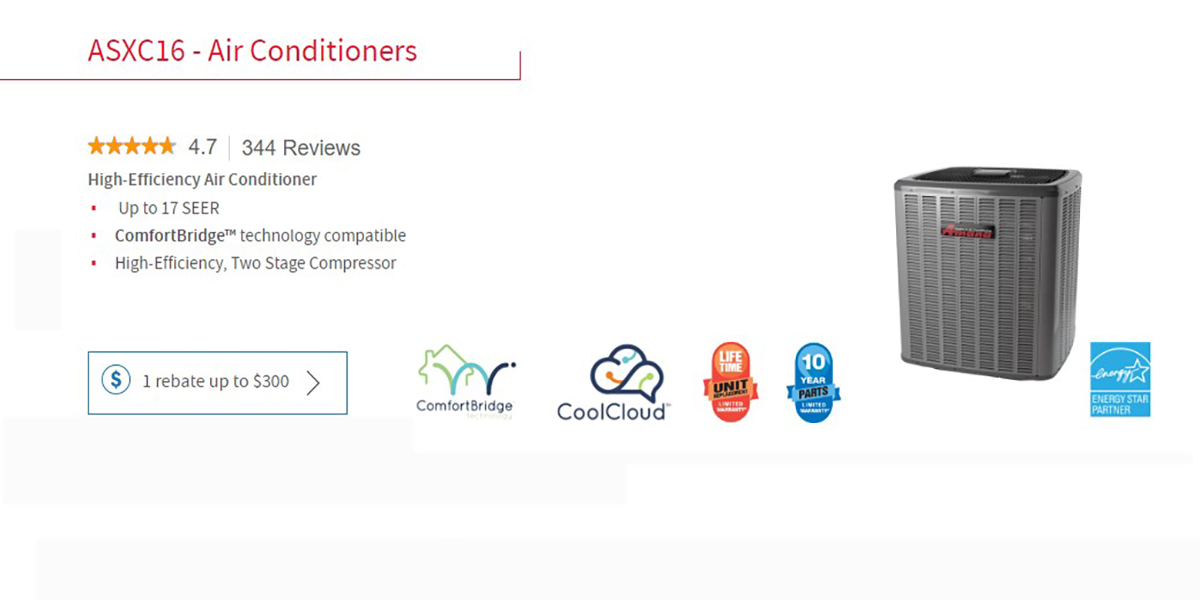 ASXC16 - Air Conditioners
4.7
344 Reviews
High-Efficiency Air Conditioner
Up to 17 SEER
ComfortBridge™ technology compatible
High-Efficiency, Two Stage Compressor
$
1 rebate up to $300
ComfortBridge
technology
CoolCloud™
LIFE
TIME
UNIT
REPLACEMENT
LIMITED
WARRANTY*
10
YEAR
PARTS
LIMITED
WARRANTY*
Amana
energy
ENERGY STAR
PARTNER